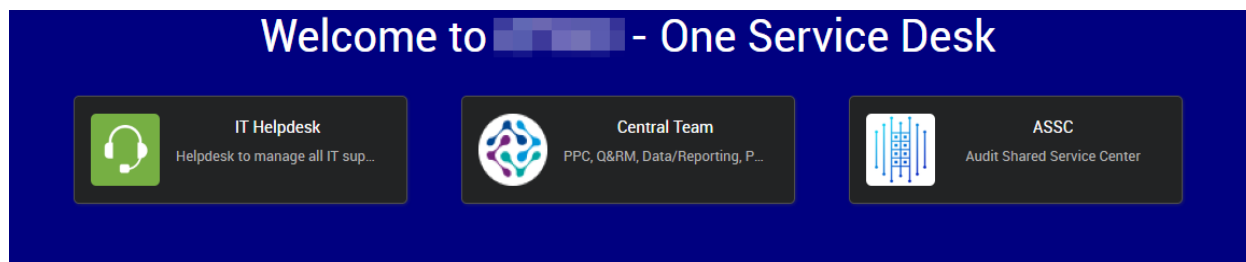 Welcome to - One Service Desk
IT Helpdesk
Helpdesk to manage all IT sup...
Central Team
PPC, Q&RM, Data/Reporting, P...
ASSC
Audit Shared Service Center